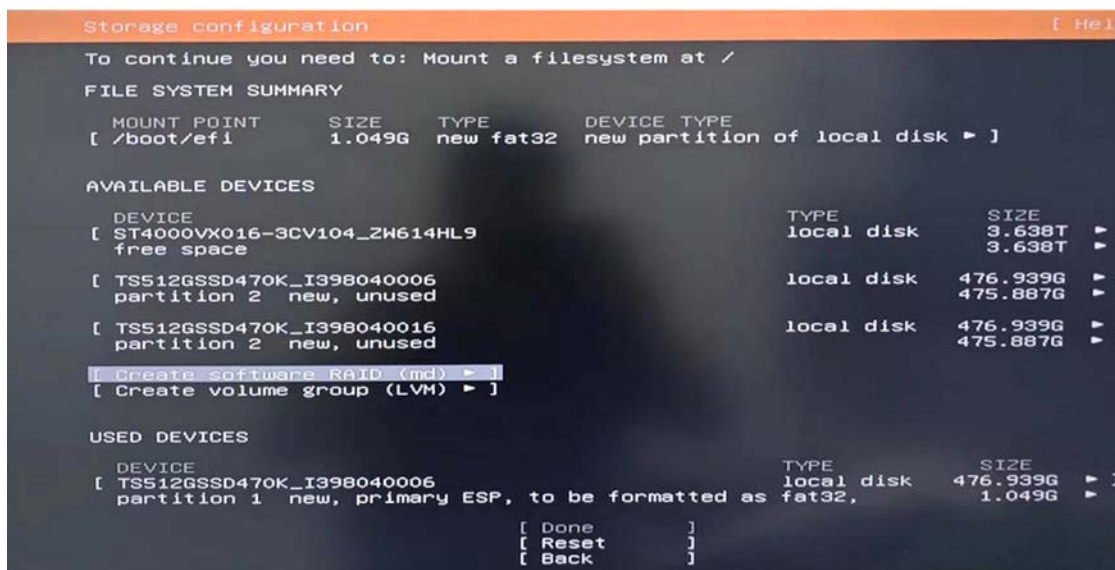 Storage configuration [ Hel
To continue you need to: Mount a filesystem at /
FILE SYSTEM SUMMARY
MOUNT POINT SIZE TYPE DEVICE TYPE
[ /boot/efi 1.049G new fat32 new partition of local disk ► ]
AVAILABLE DEVICES
DEVICE TYPE SIZE
[ ST4000VX016-3CV104_ZW614HL9 local disk 3.638T ►
free space 3.638T ►
[ TS512GSSD470K_I398040006 local disk 476.939G ►
partition 2 new, unused 475.887G ►
[ TS512GSSD470K_I398040016 local disk 476.939G ►
partition 2 new, unused 475.887G ►
[ Create software RAID (md) ► ]
[ Create volume group (LVM) ► ]
USED DEVICES
DEVICE TYPE SIZE
[ TS512GSSD470K_I398040006 local disk 476.939G ► ]
partition 1 new, primary ESP, to be formatted as fat32, 1.049G ►
[ Done ]
[ Reset ]
[ Back ]